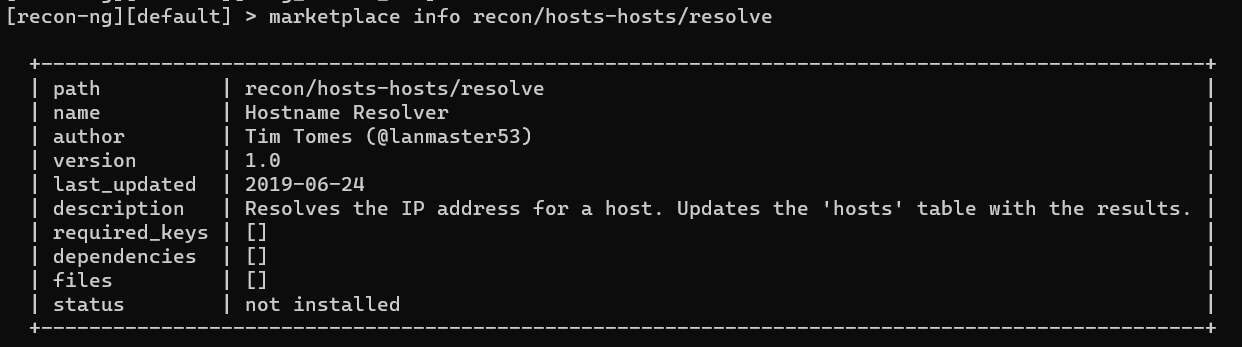 [recon-ng][default] > marketplace info recon/hosts-hosts/resolve
+---------------------------------------------------------------------------------------------------+
| path          | recon/hosts-hosts/resolve                                                       |
| name          | Hostname Resolver                                                               |
| author        | Tim Tomes (@lanmaster53)                                                        |
| version       | 1.0                                                                             |
| last_updated  | 2019-06-24                                                                      |
| description   | Resolves the IP address for a host. Updates the 'hosts' table with the results. |
| required_keys | []                                                                              |
| dependencies  | []                                                                              |
| files         | []                                                                              |
| status        | not installed                                                                   |
+---------------------------------------------------------------------------------------------------+